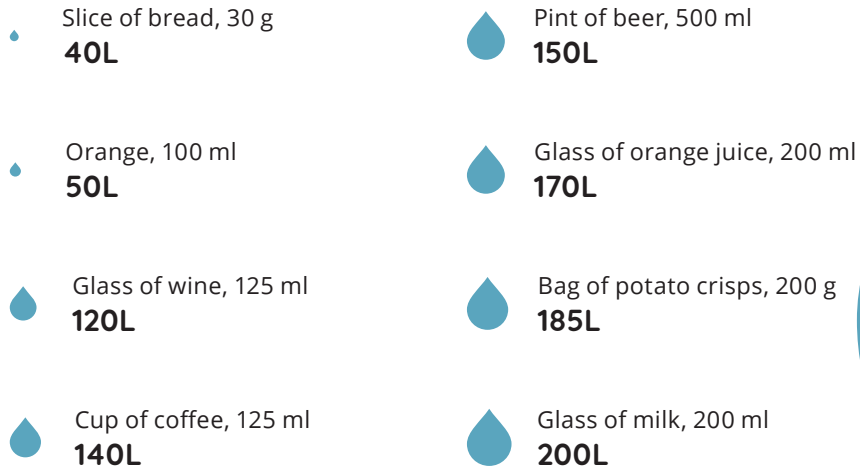 Slice of bread, 30 g
40L
Orange, 100 ml
50L
Glass of wine, 125 ml
120L
Cup of coffee, 125 ml
140L
Pint of beer, 500 ml
150L
Glass of orange juice, 200 ml
170L
Bag of potato crisps, 200 g
185L
Glass of milk, 200 ml
200L